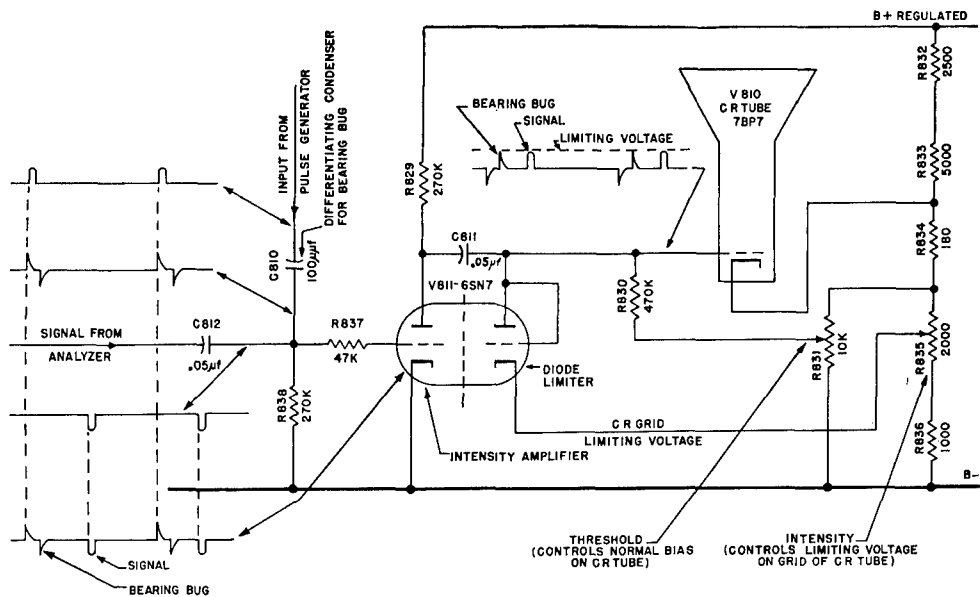 B+ REGULATED
R832
2500
V 810
CR TUBE
7BP7
BEARING BUG
SIGNAL
LIMITING VOLTAGE
INPUT FROM
PULSE GENERATOR
DIFFERENTIATING CONDENSER
FOR BEARING BUG
R829
270K
R833
5000
C810
100μμf
C811
.05μf
R834
180
V811-6SN7
R830
470K
SIGNAL FROM
ANALYZER
C812
.05μf
R837
47K
R831
10K
R835
2000
DIODE
LIMITER
R838
270K
CR GRID
LIMITING VOLTAGE
INTENSITY AMPLIFIER
R836
1000
B-
THRESHOLD
(CONTROLS NORMAL BIAS
ON CR TUBE)
INTENSITY
(CONTROLS LIMITING VOLTAGE
ON GRID OF CR TUBE)
SIGNAL
BEARING BUG